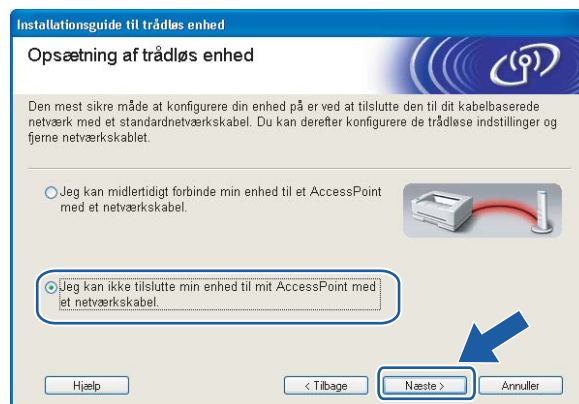 Installationsguide til trådløs enhed
Opsætning af trådløs enhed
Den mest sikre måde at konfigurere din enhed på er ved at tilslutte den til dit kabelbaserede
netværk med et standardnetværkskabel. Du kan derefter konfigurere de trådløse indstillinger og
fjerne netværkskablet.
Jeg kan midlertidigt forbinde min enhed til et AccessPoint
med et netværkskabel.
Jeg kan ikke tilslutte min enhed til mit AccessPoint med
et netværkskabel.
Hjælp
< Tilbage
Næste >
Annuller